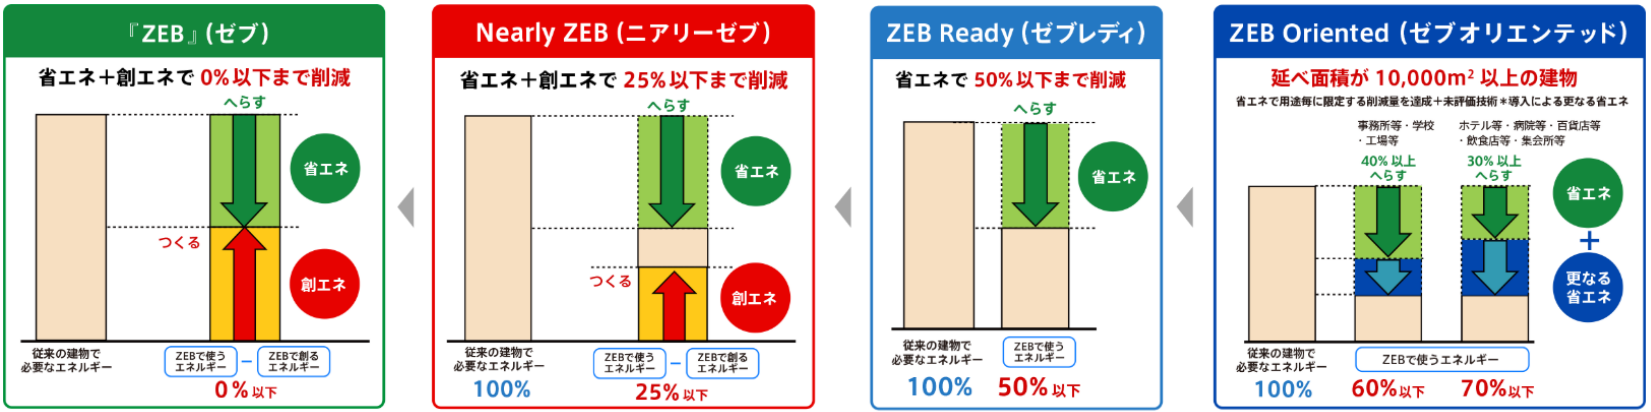 『ZEB』(ゼブ)
省エネ＋創エネで 0%以下まで削減
へらす
省エネ
つくる
創エネ
従来の建物で
必要なエネルギー
ZEBで使う
エネルギー
－
ZEBで創る
エネルギー
0%以下
Nearly ZEB (ニアリーゼブ)
省エネ＋創エネで 25%以下まで削減
へらす
省エネ
つくる
創エネ
従来の建物で
必要なエネルギー
100%
ZEBで使う
エネルギー
－
ZEBで創る
エネルギー
25%以下
ZEB Ready (ゼブレディ)
省エネで 50%以下まで削減
へらす
省エネ
従来の建物で
必要なエネルギー
100%
ZEBで使う
エネルギー
50%以下
ZEB Oriented (ゼブオリエンテッド)
延べ面積が 10,000m²以上の建物
省エネで用途毎に限定する削減量を達成＋未評価技術＊導入による更なる省エネ
事務所等・学校
・工場等
ホテル等・病院等・百貨店等
・飲食店等・集会所等
40%以上
へらす
30%以上
へらす
省エネ
＋
更なる
省エネ
従来の建物で
必要なエネルギー
100%
ZEBで使うエネルギー
60%以下
70%以下